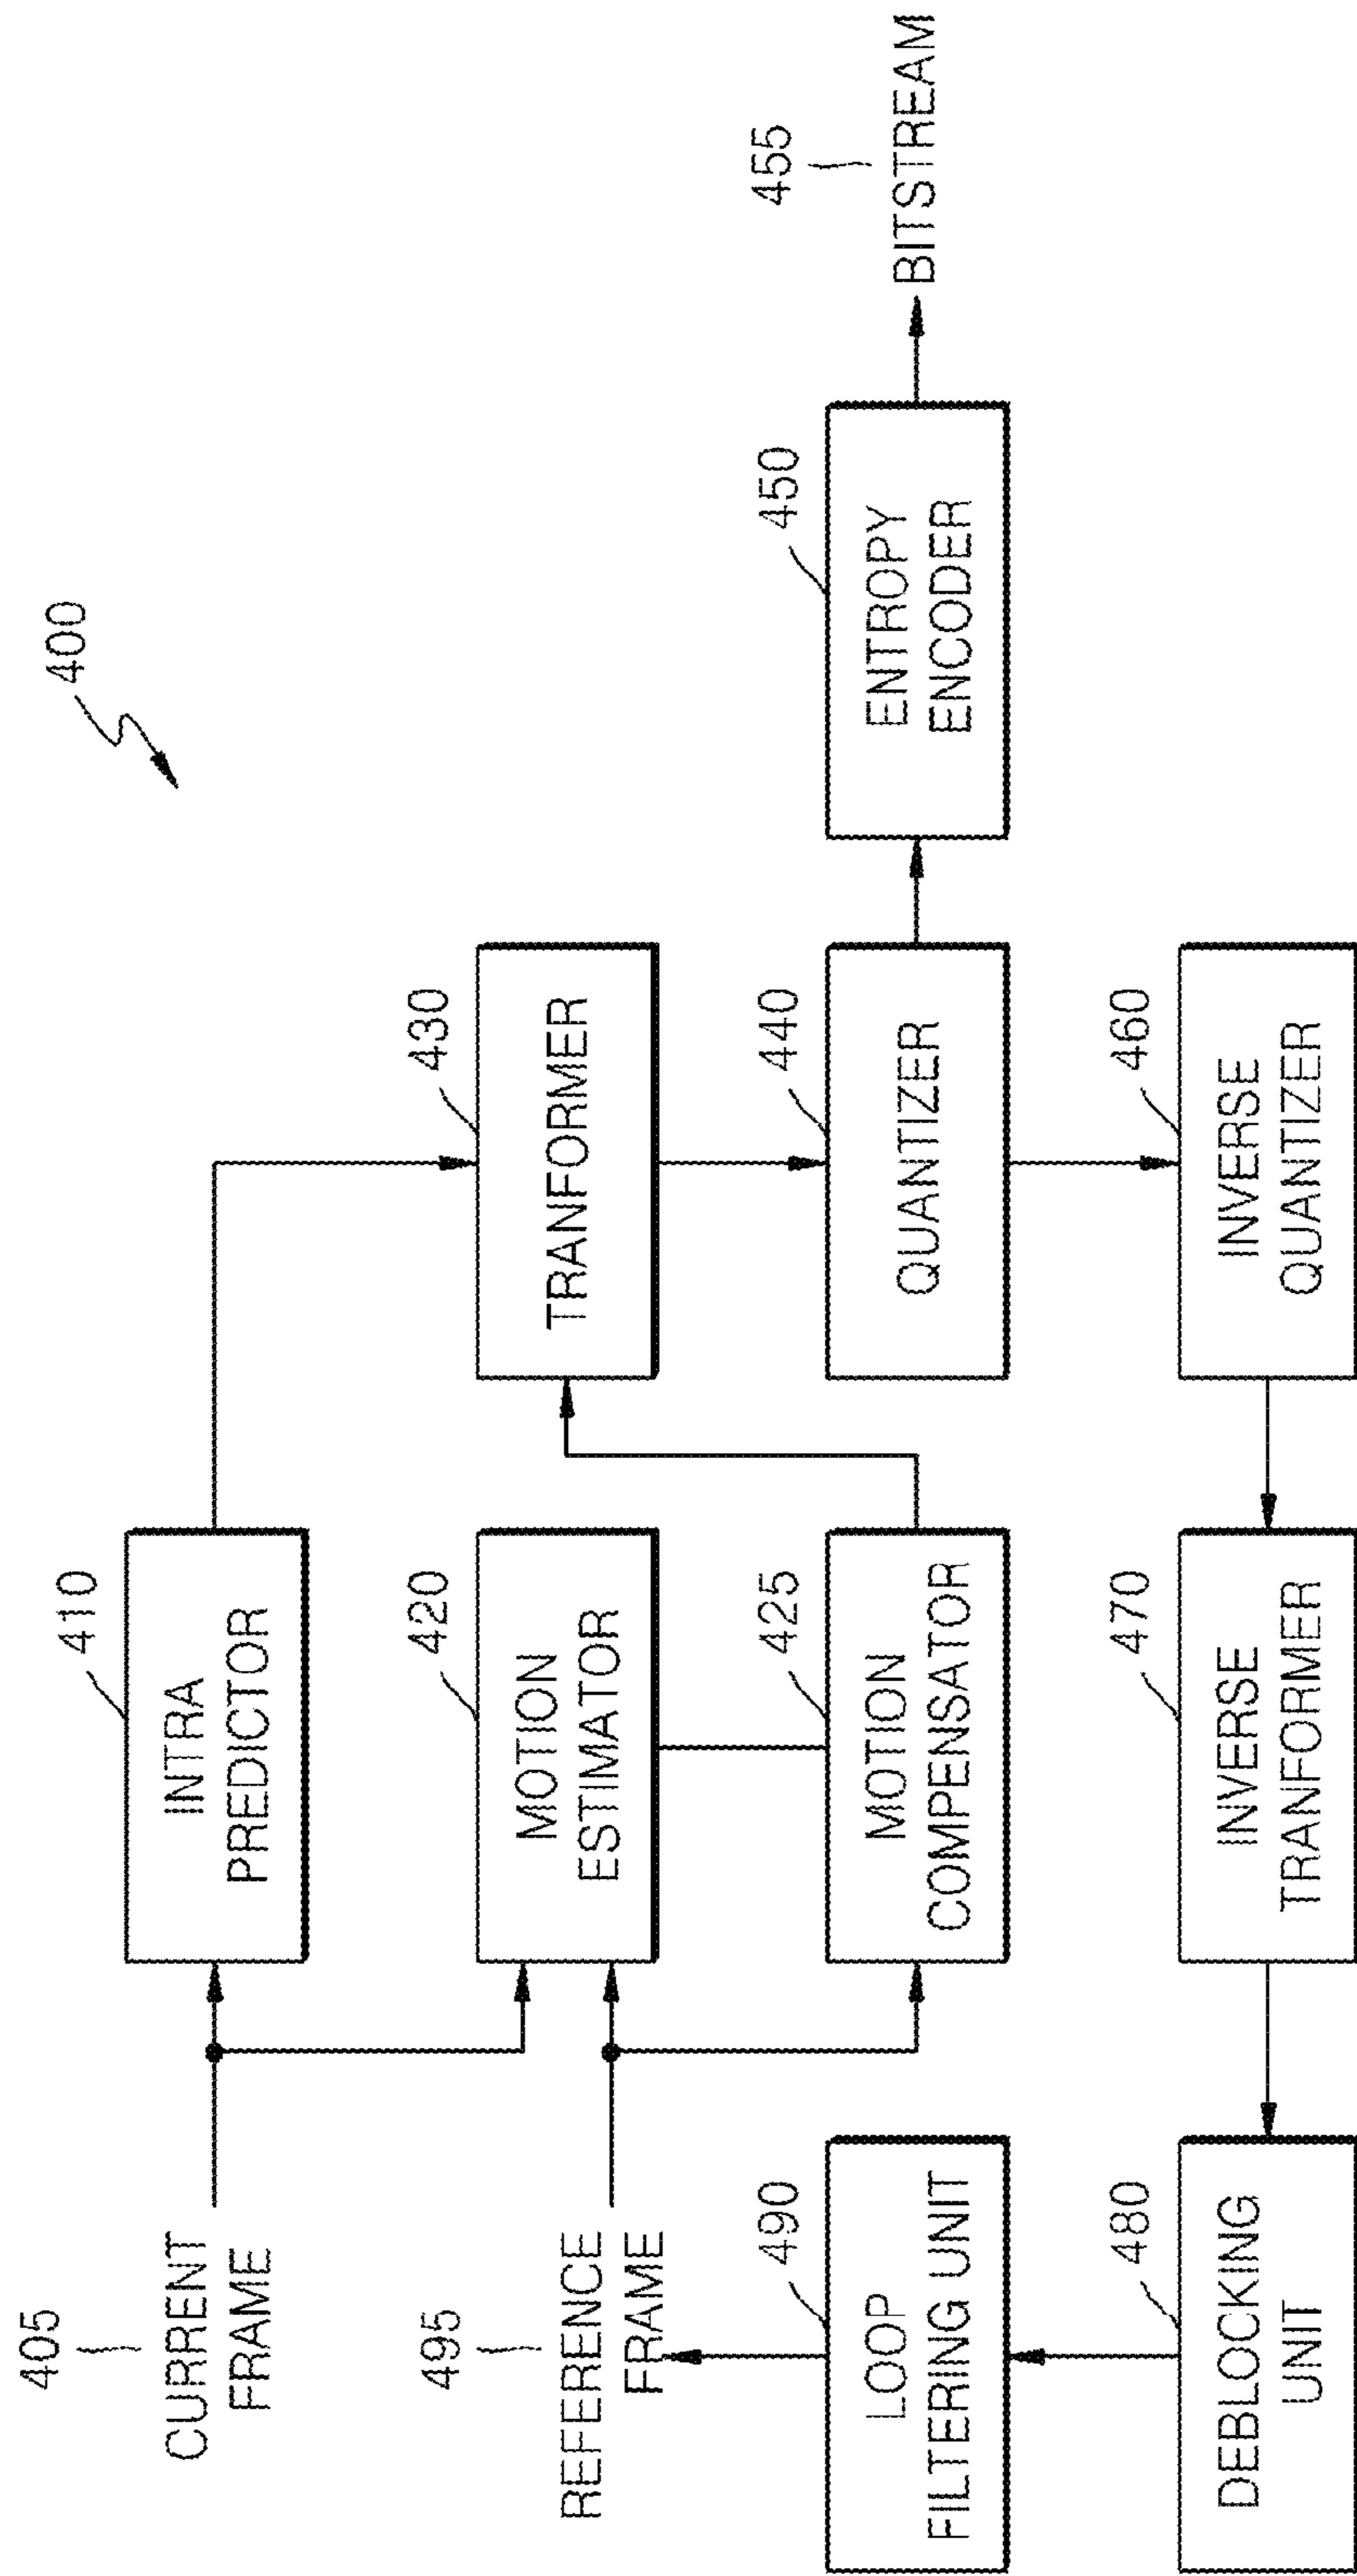 400
405
CURRENT
FRAME
410
INTRA
PREDICTOR
495
REFERENCE
FRAME
420
MOTION
ESTIMATOR
430
TRANFORMER
490
LOOP
FILTERING UNIT
425
MOTION
COMPENSATOR
440
QUANTIZER
450
ENTROPY
ENCODER
455
BITSTREAM
480
DEBLOCKING
UNIT
470
INVERSE
TRANFORMER
460
INVERSE
QUANTIZER